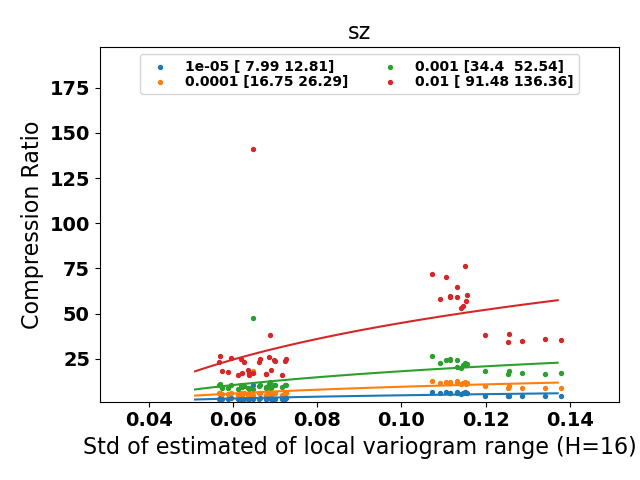 sz
1e-05 [ 7.99 12.81]
0.0001 [16.75 26.29]
0.001 [34.4  52.54]
0.01 [ 91.48 136.36]
Compression Ratio
175
150
125
100
75
50
25
0.04 0.06 0.08 0.10 0.12 0.14
Std of estimated of local variogram range (H=16)